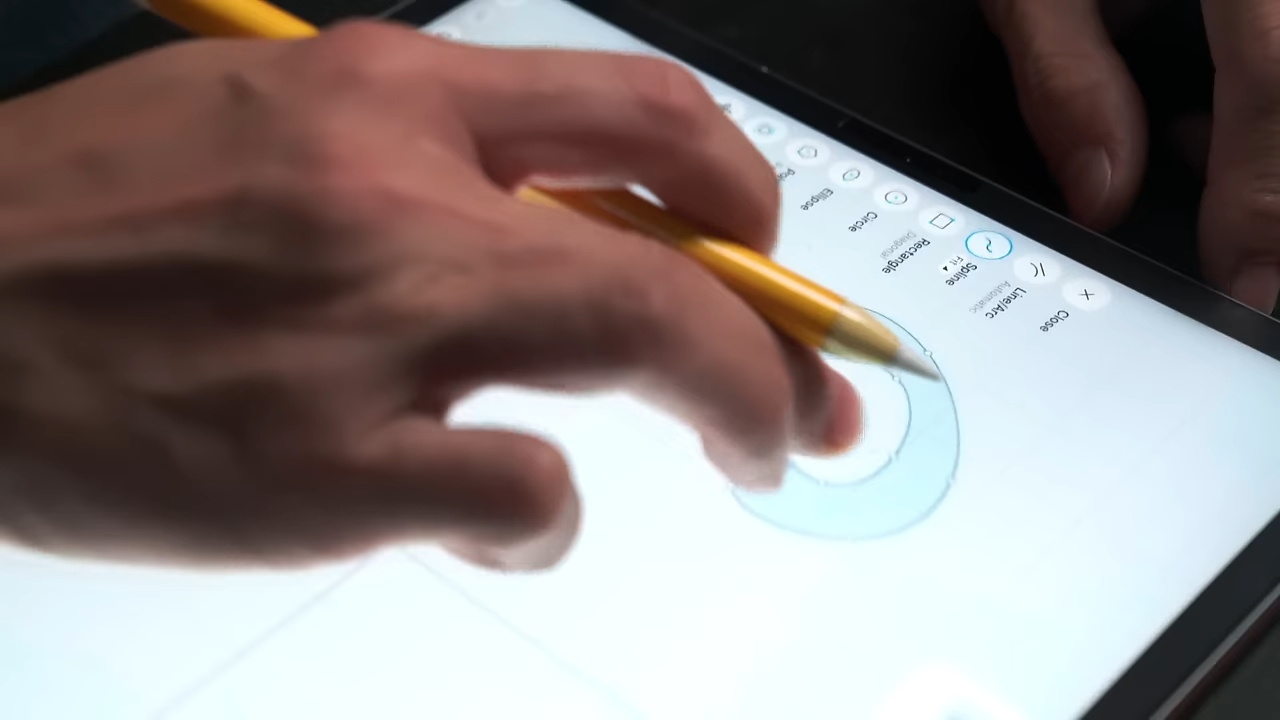 Close
Line/Arc
Automatic
Spline
Fit
Rectangle
Diagonal
Circle
Ellipse